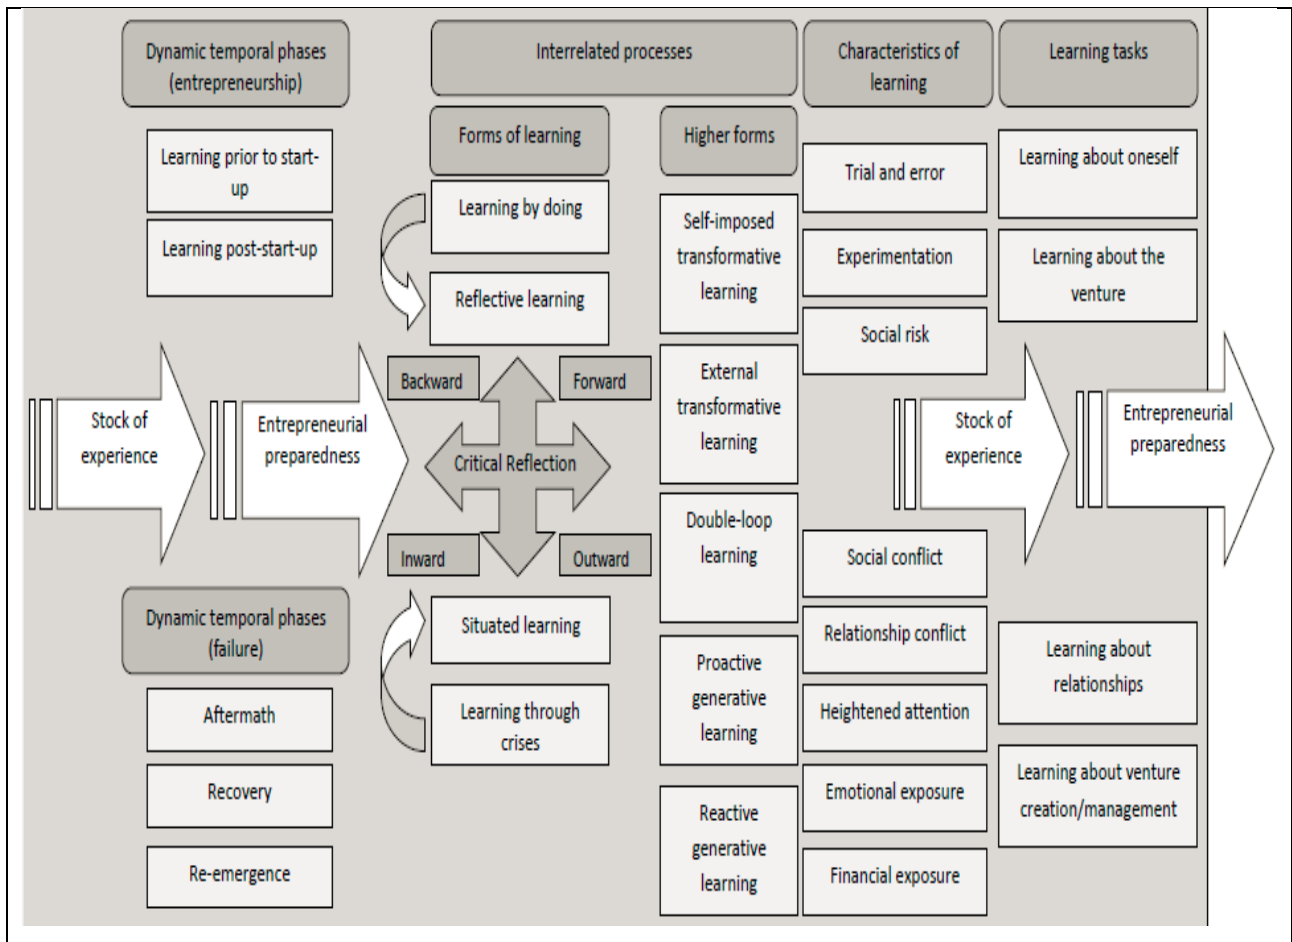 Dynamic temporal phases
(entrepreneurship)
Learning prior to start-
up
Learning post-start-up
Stock of
experience
Entrepreneurial
preparedness
Dynamic temporal phases
(failure)
Aftermath
Recovery
Re-emergence
Interrelated processes
Forms of learning
Learning by doing
Reflective learning
Backward
Forward
Critical Reflection
Inward
Outward
Situated learning
Learning through
crises
Higher forms
Self-imposed
transformative
learning
External
transformative
learning
Double-loop
learning
Proactive
generative
learning
Reactive
generative
learning
Characteristics of
learning
Trial and error
Experimentation
Social risk
Social conflict
Relationship conflict
Heightened attention
Emotional exposure
Financial exposure
Learning tasks
Learning about oneself
Learning about the
venture
Stock of
experience
Entrepreneurial
preparedness
Learning about
relationships
Learning about venture
creation/management